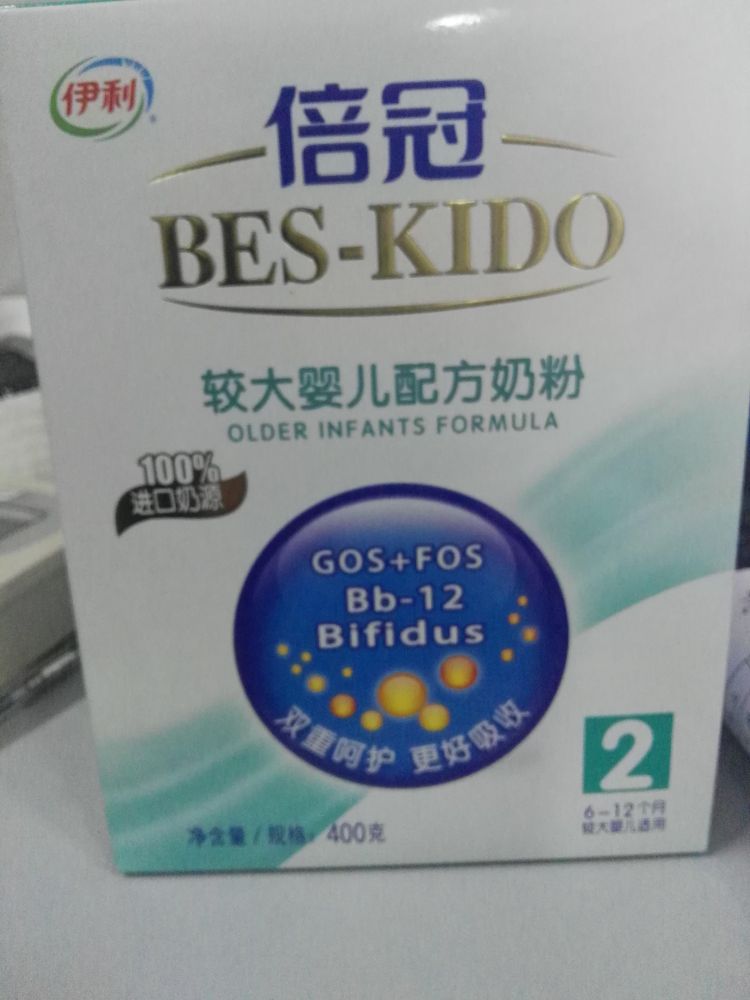 伊利
倍冠
BES-KIDO
较大婴儿配方奶粉
OLDER INFANTS FORMULA
100%
进口奶源
GOS+FOS
Bb-12
Bifidus
双重呵护 更好吸收
2
6-12个月
较大婴儿适用
净含量/规格：400克